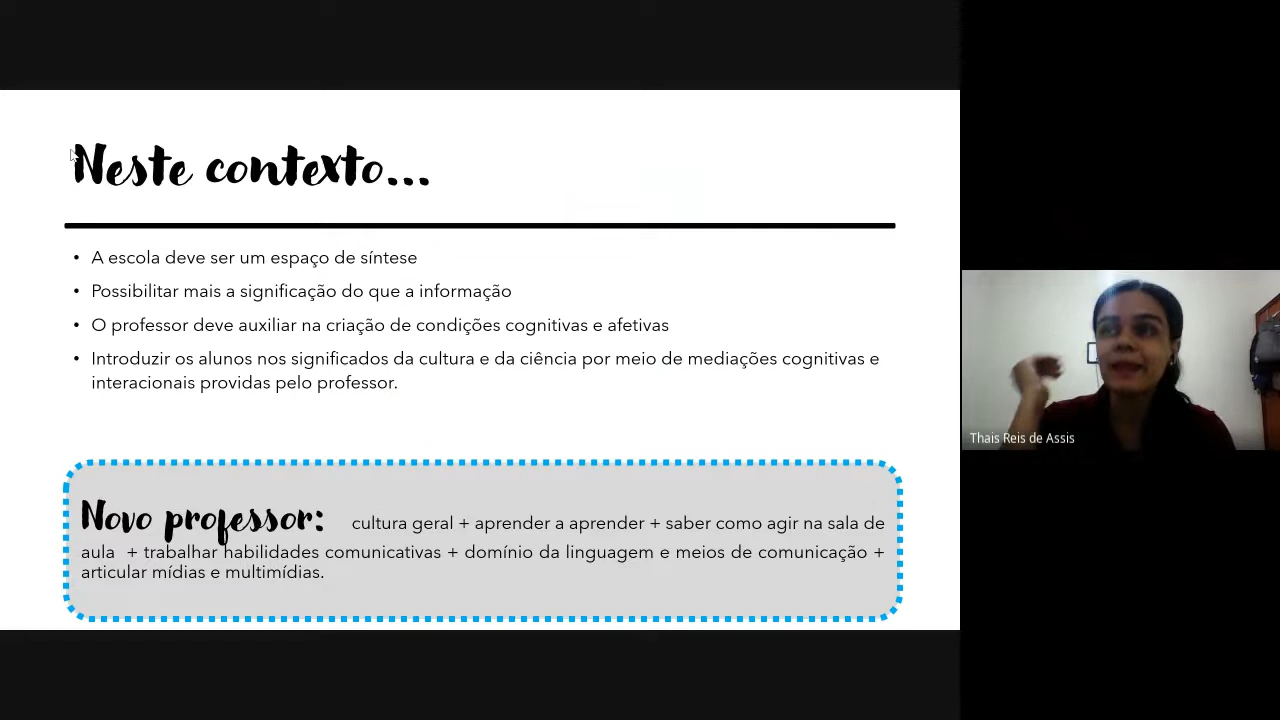 Neste contexto...
• A escola deve ser um espaço de síntese
• Possibilitar mais a significação do que a informação
• O professor deve auxiliar na criação de condições cognitivas e afetivas
• Introduzir os alunos nos significados da cultura e da ciência por meio de mediações cognitivas e
interacionais providas pelo professor.
Novo professor: cultura geral + aprender a aprender + saber como agir na sala de
aula + trabalhar habilidades comunicativas + domínio da linguagem e meios de comunicação +
articular mídias e multimídias.
Thais Reis de Assis